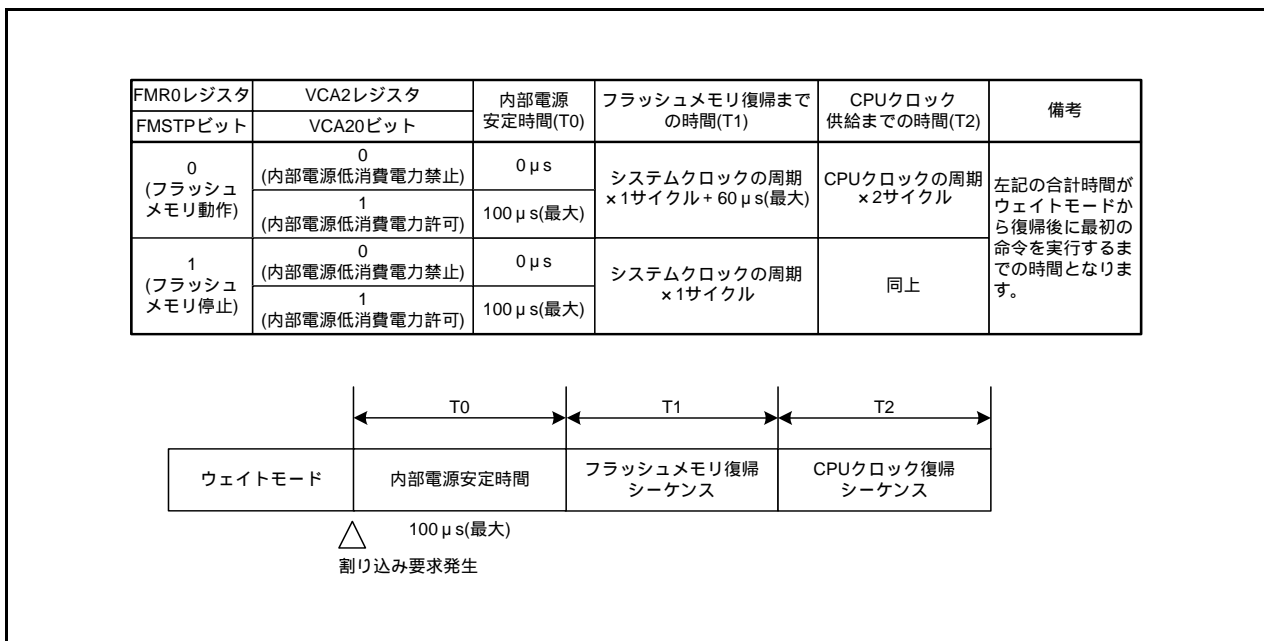 FMR0レジスタ
VCA2レジスタ
内部電源
安定時間(T0)
フラッシュメモリ復帰まで
の時間(T1)
CPUクロック
供給までの時間(T2)
備考
FMSTPビット
VCA20ビット
0
(フラッシュ
メモリ動作)
0
(内部電源低消費電力禁止)
0 μs
システムクロックの周期
×1サイクル + 60 μs(最大)
CPUクロックの周期
×2サイクル
左記の合計時間が
ウェイトモードか
ら復帰後に最初の
命令を実行するま
での時間となりま
す。
1
(内部電源低消費電力許可)
100 μs(最大)
1
(フラッシュ
メモリ停止)
0
(内部電源低消費電力禁止)
0 μs
システムクロックの周期
×1サイクル
同上
1
(内部電源低消費電力許可)
100 μs(最大)
T0
T1
T2
ウェイトモード
内部電源安定時間
フラッシュメモリ復帰
シーケンス
CPUクロック復帰
シーケンス
100 μs(最大)
割り込み要求発生